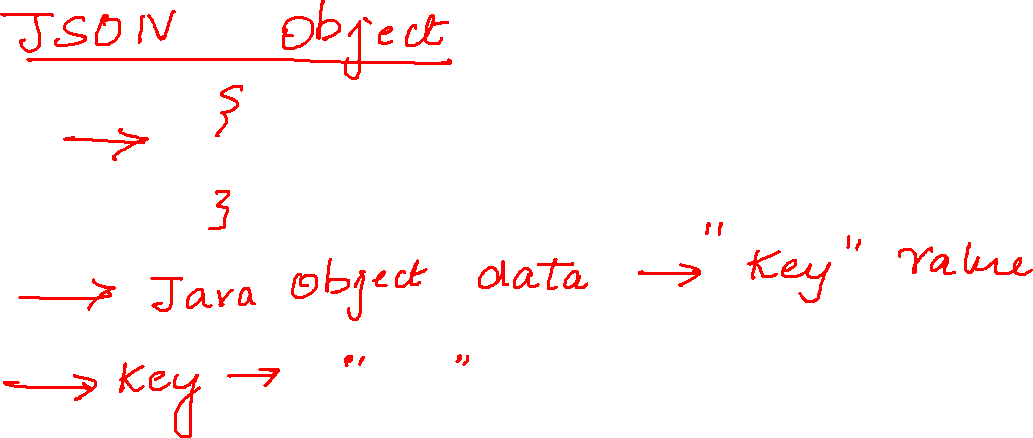 JSON Object
→ {
}
→ Java Object data → "Key" value
→ Key → " "